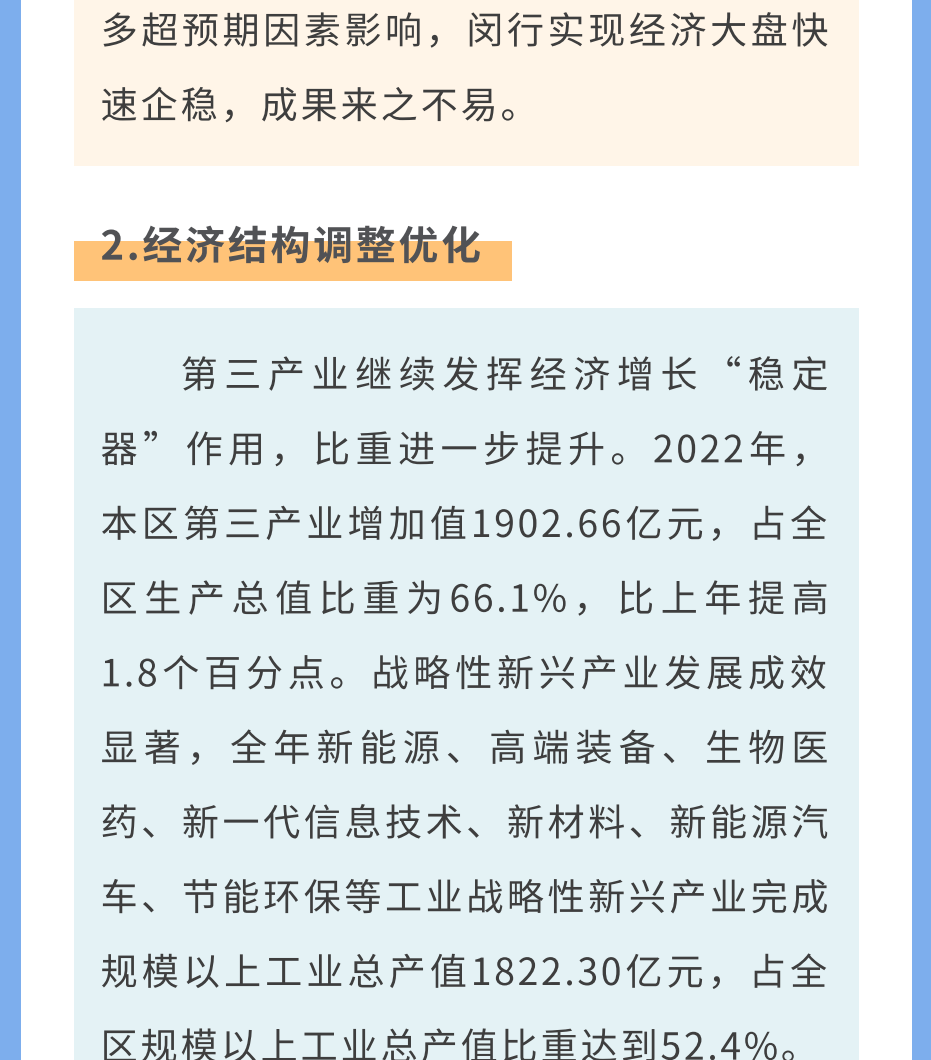 多超预期因素影响，闵行实现经济大盘快
速企稳，成果来之不易。
2.经济结构调整优化
第三产业继续发挥经济增长“稳定
器”作用，比重进一步提升。2022年，
本区第三产业增加值1902.66亿元，占全
区生产总值比重为66.1%，比上年提高
1.8个百分点。战略性新兴产业发展成效
显著，全年新能源、高端装备、生物医
药、新一代信息技术、新材料、新能源汽
车、节能环保等工业战略性新兴产业完成
规模以上工业总产值1822.30亿元，占全
区规模以上工业总产值比重达到52.4%。